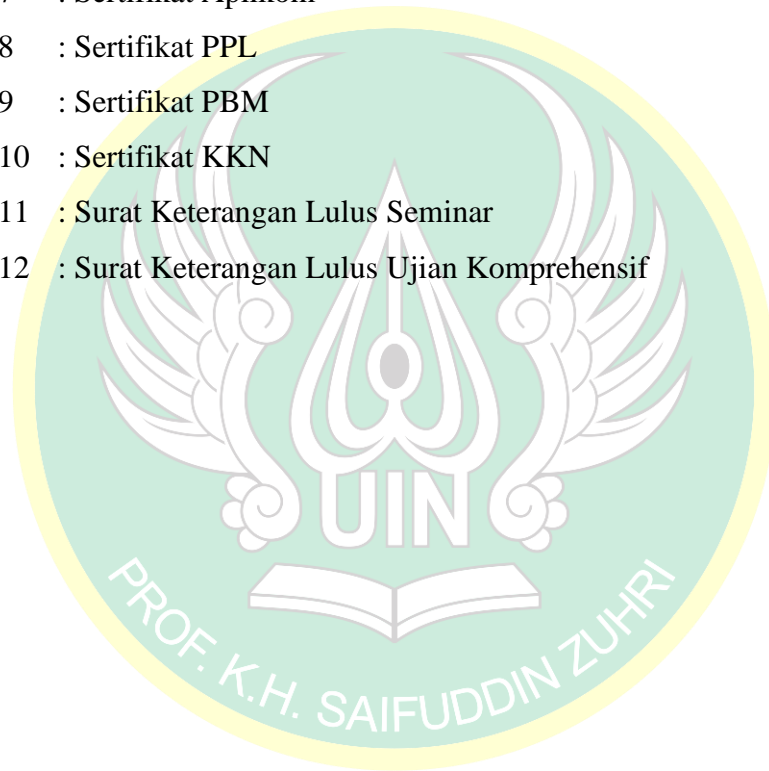 8 : Sertifikat PPL
9 : Sertifikat PBM
10 : Sertifikat KKN
11 : Surat Keterangan Lulus Seminar
12 : Surat Keterangan Lulus Ujian Komprehensif
UIN
PROF. K.H. SAIFUDDIN ZUHRI